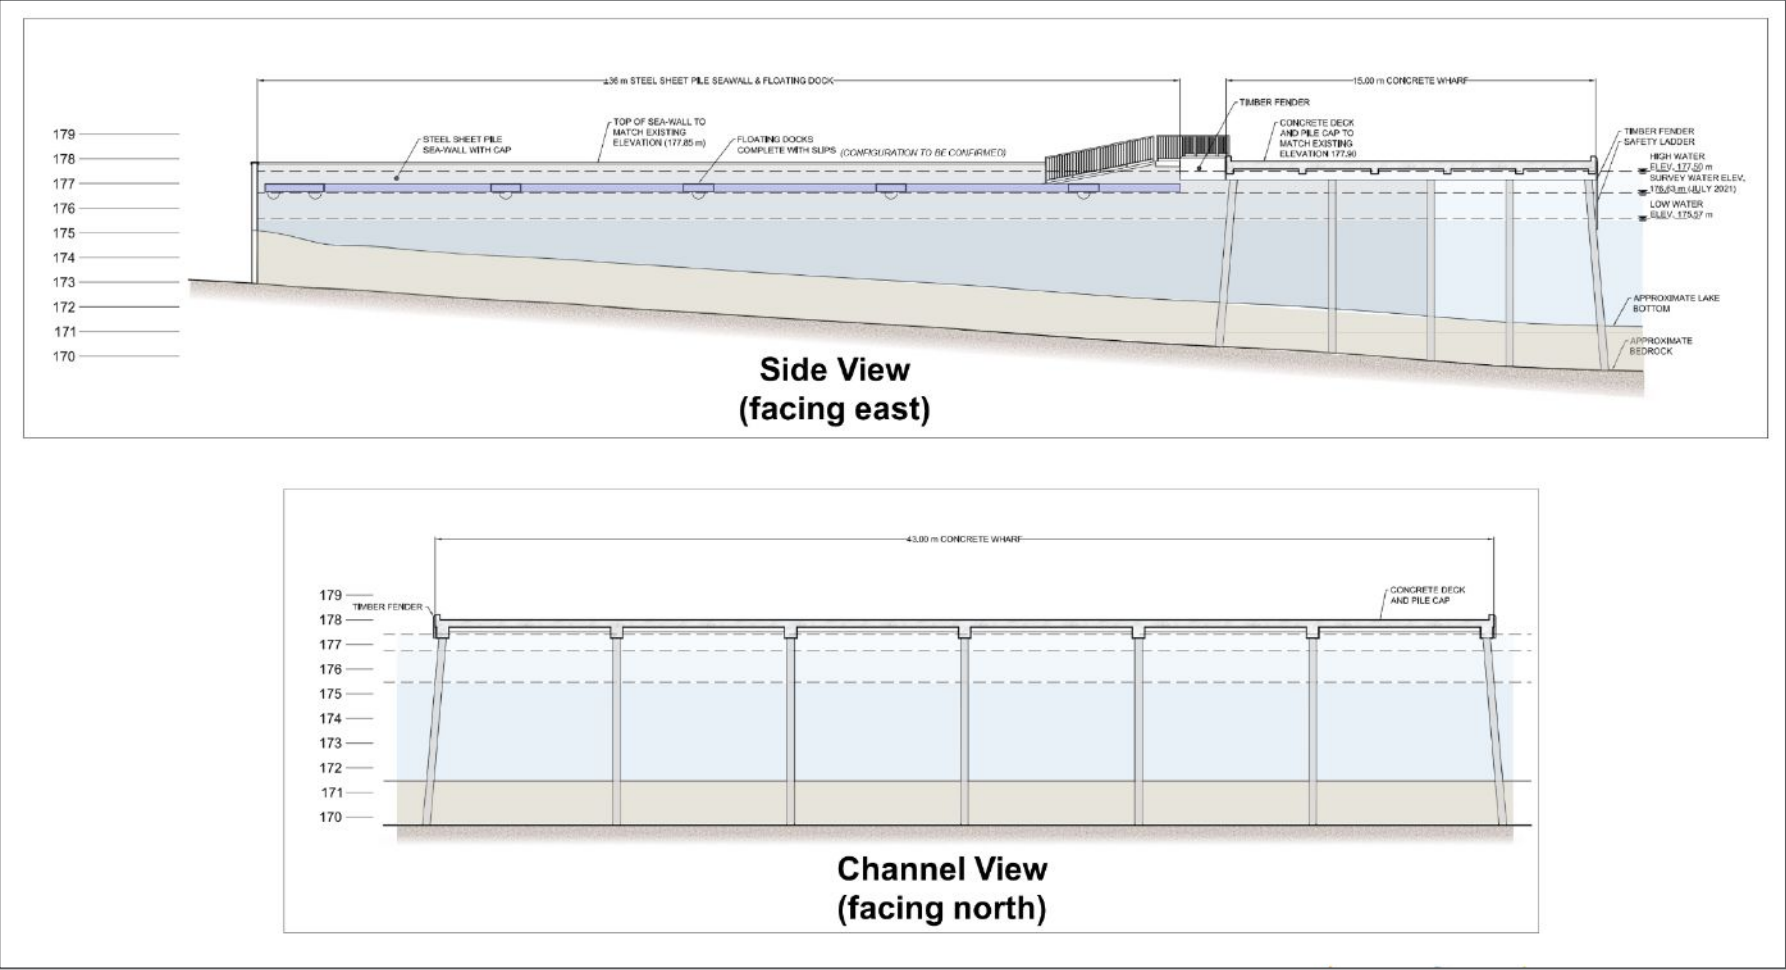 ±36 m STEEL SHEET PILE SEAWALL & FLOATING DOCK
15.00 m CONCRETE WHARF
TIMBER FENDER
179
178
177
176
175
174
173
172
171
170
STEEL SHEET PILE
SEA-WALL WITH CAP
TOP OF SEA-WALL TO
MATCH EXISTING
ELEVATION (177.85 m)
FLOATING DOCKS
COMPLETE WITH SLIPS (CONFIGURATION TO BE CONFIRMED)
CONCRETE DECK
AND PILE CAP TO
MATCH EXISTING
ELEVATION 177.90
TIMBER FENDER
SAFETY LADDER
HIGH WATER
ELEV. 177.50 m
SURVEY WATER ELEV.
176.63 m (JULY 2021)
LOW WATER
ELEV. 175.57 m
APPROXIMATE LAKE
BOTTOM
APPROXIMATE
BEDROCK
Side View
(facing east)
43.00 m CONCRETE WHARF
179
178
177
176
175
174
173
172
171
170
TIMBER FENDER
CONCRETE DECK
AND PILE CAP
Channel View
(facing north)